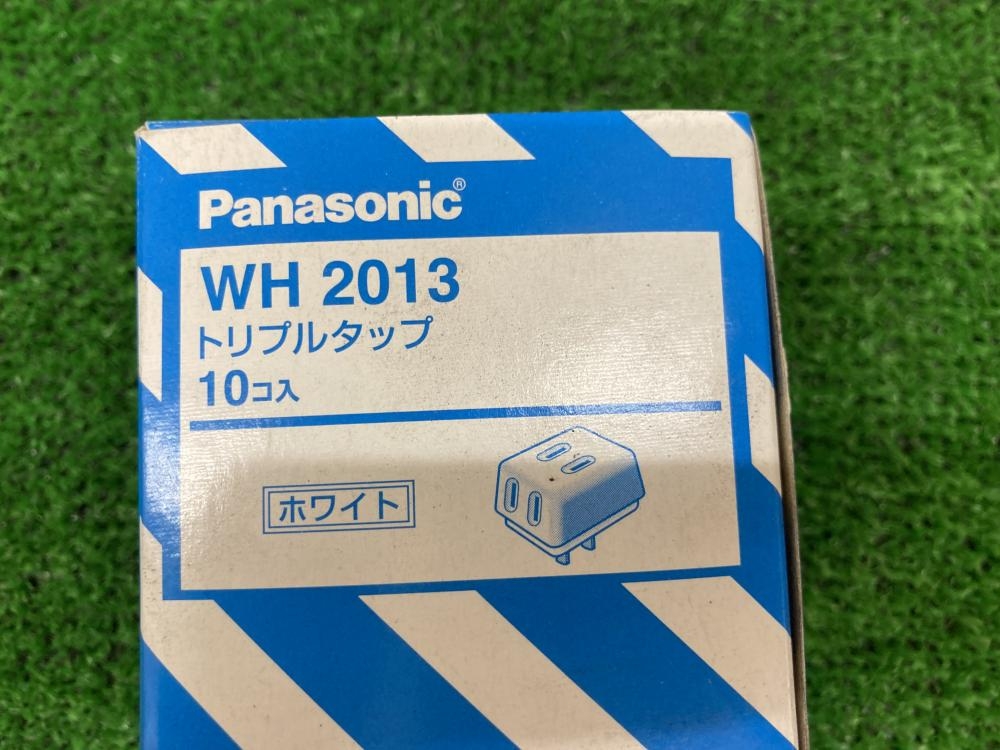 Panasonic®
WH 2013
トリプルタップ
10コ入
ホワイト